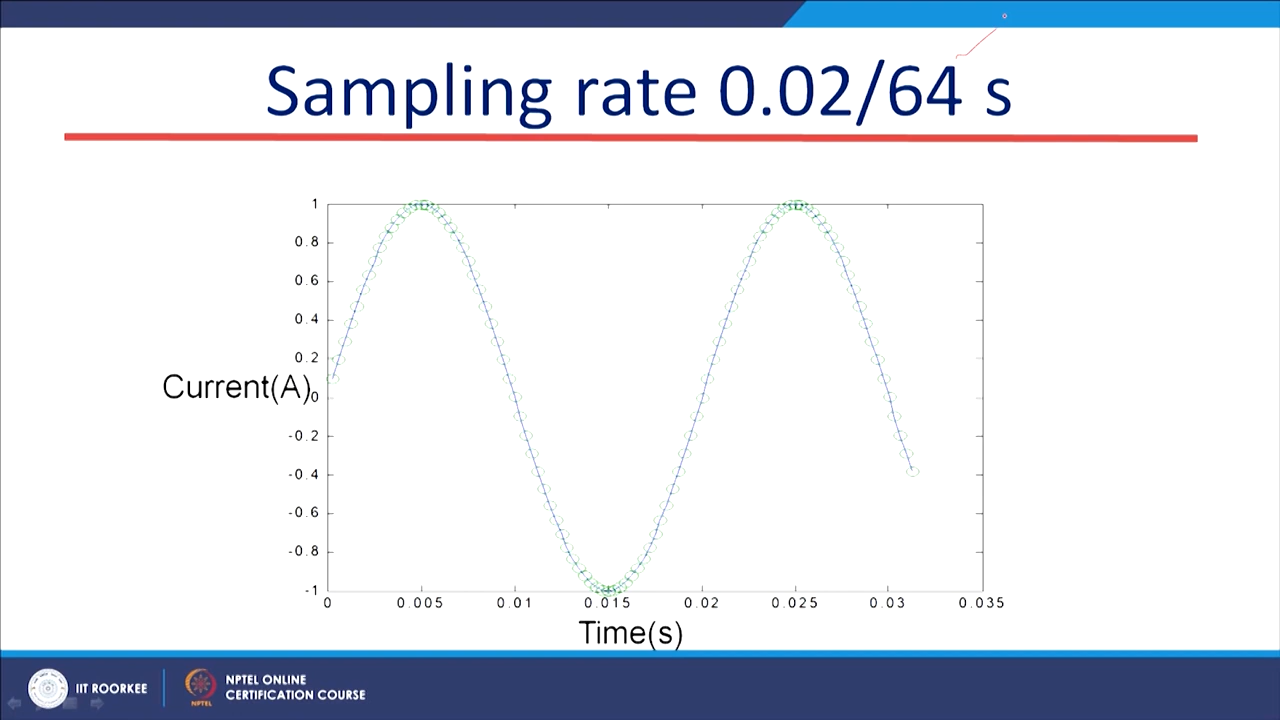 Sampling rate 0.02/64 s
1
0.8
0.6
0.4
0.2
Current(A)
0
-0.2
-0.4
-0.6
-0.8
-1
0 0.005 0.01 0.015 0.02 0.025 0.03 0.035
Time(s)
IIT ROORKEE
NPTEL
NPTEL ONLINE
CERTIFICATION COURSE